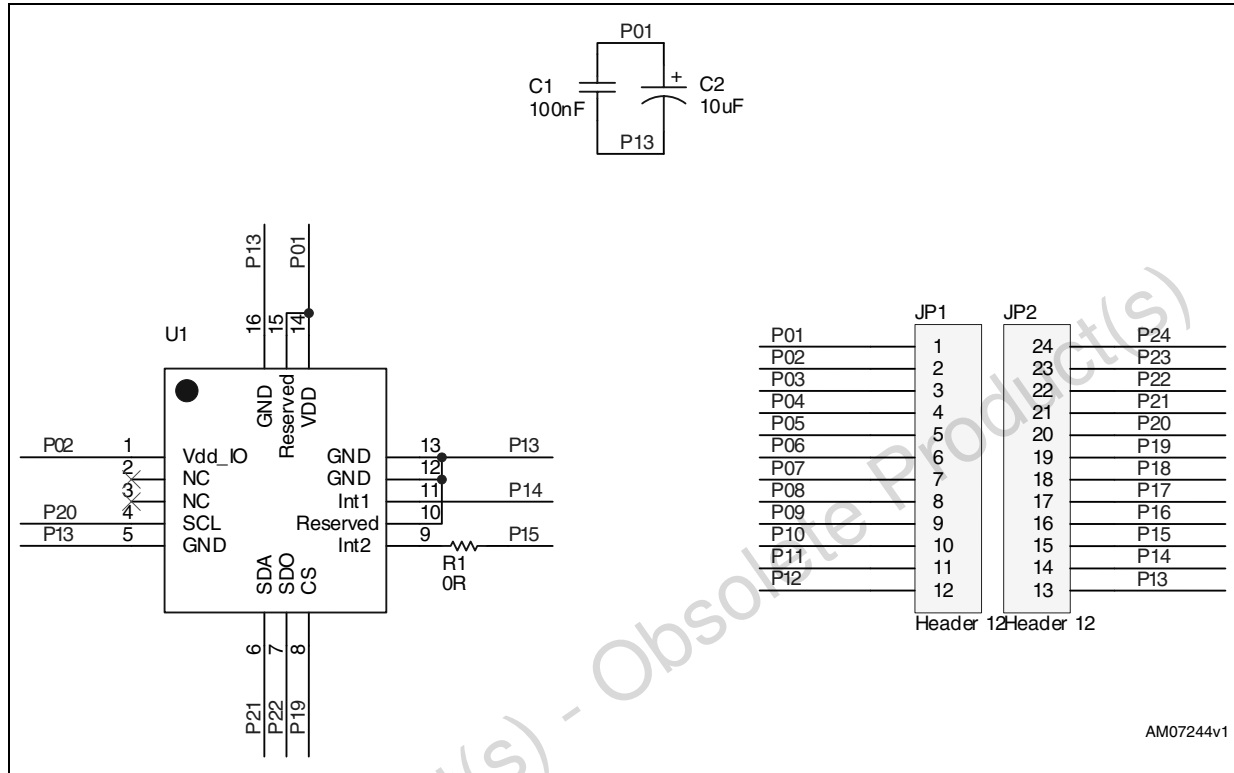 P01
C1
100nF
+
C2
10uF
P13
P13
P01
16
15
14
U1
GND
Reserved
VDD
P02
1
Vdd_IO
2
NC
3
NC
P20
4
SCL
P13
5
GND
GND
13
P13
GND
12
Int1
11
P14
Reserved
10
Int2
9
P15
R1
0R
SDA
SDO
CS
6
7
8
P21
P22
P19
JP1
JP2
P01
1
24
P24
P02
2
23
P23
P03
3
22
P22
P04
4
21
P21
P05
5
20
P20
P06
6
19
P19
P07
7
18
P18
P08
8
17
P17
P09
9
16
P16
P10
10
15
P15
P11
11
14
P14
P12
12
13
P13
Header 12
Header 12
(s) - Obsolete Product(s)
AM07244v1